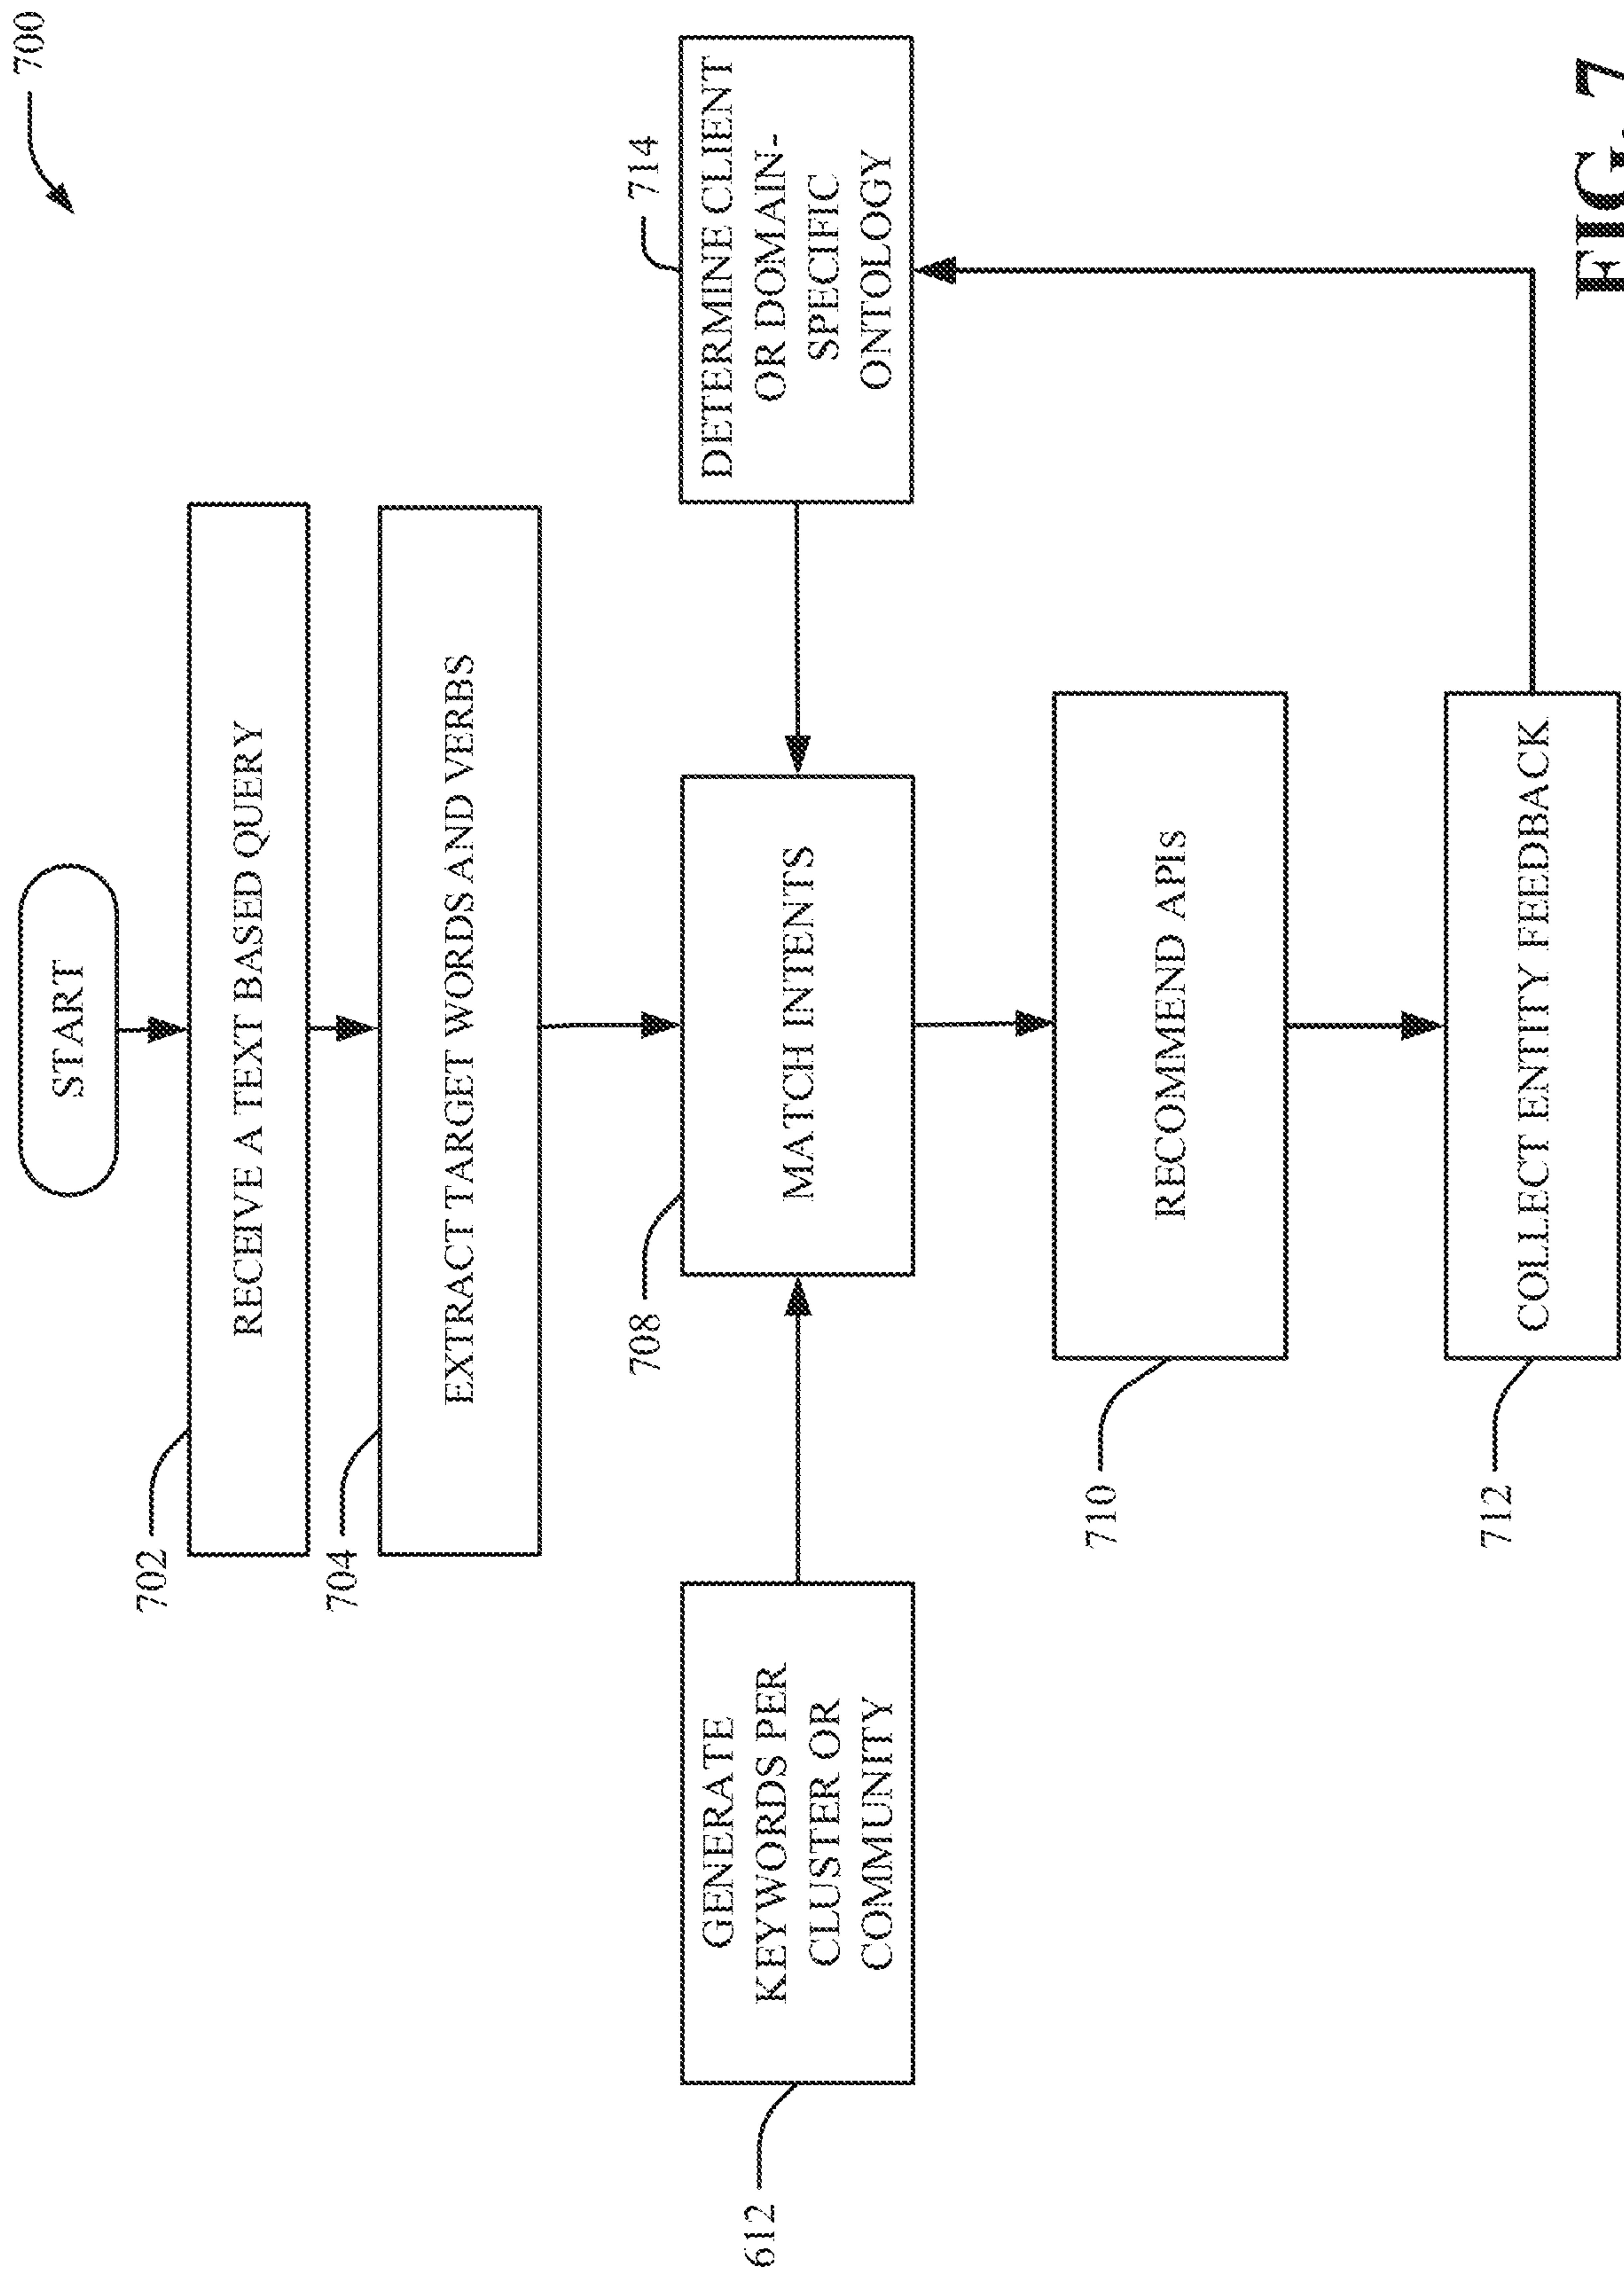 700
START
702
RECEIVE A TEXT BASED QUERY
704
EXTRACT TARGET WORDS AND VERBS
612
GENERATE
KEYWORDS PER
CLUSTER OR
COMMUNITY
708
MATCH INTENTS
714
DETERMINE CLIENT
OR DOMAIN-
SPECIFIC
ONTOLOGY
710
RECOMMEND APIs
712
COLLECT ENTITY FEEDBACK
FIG. 7